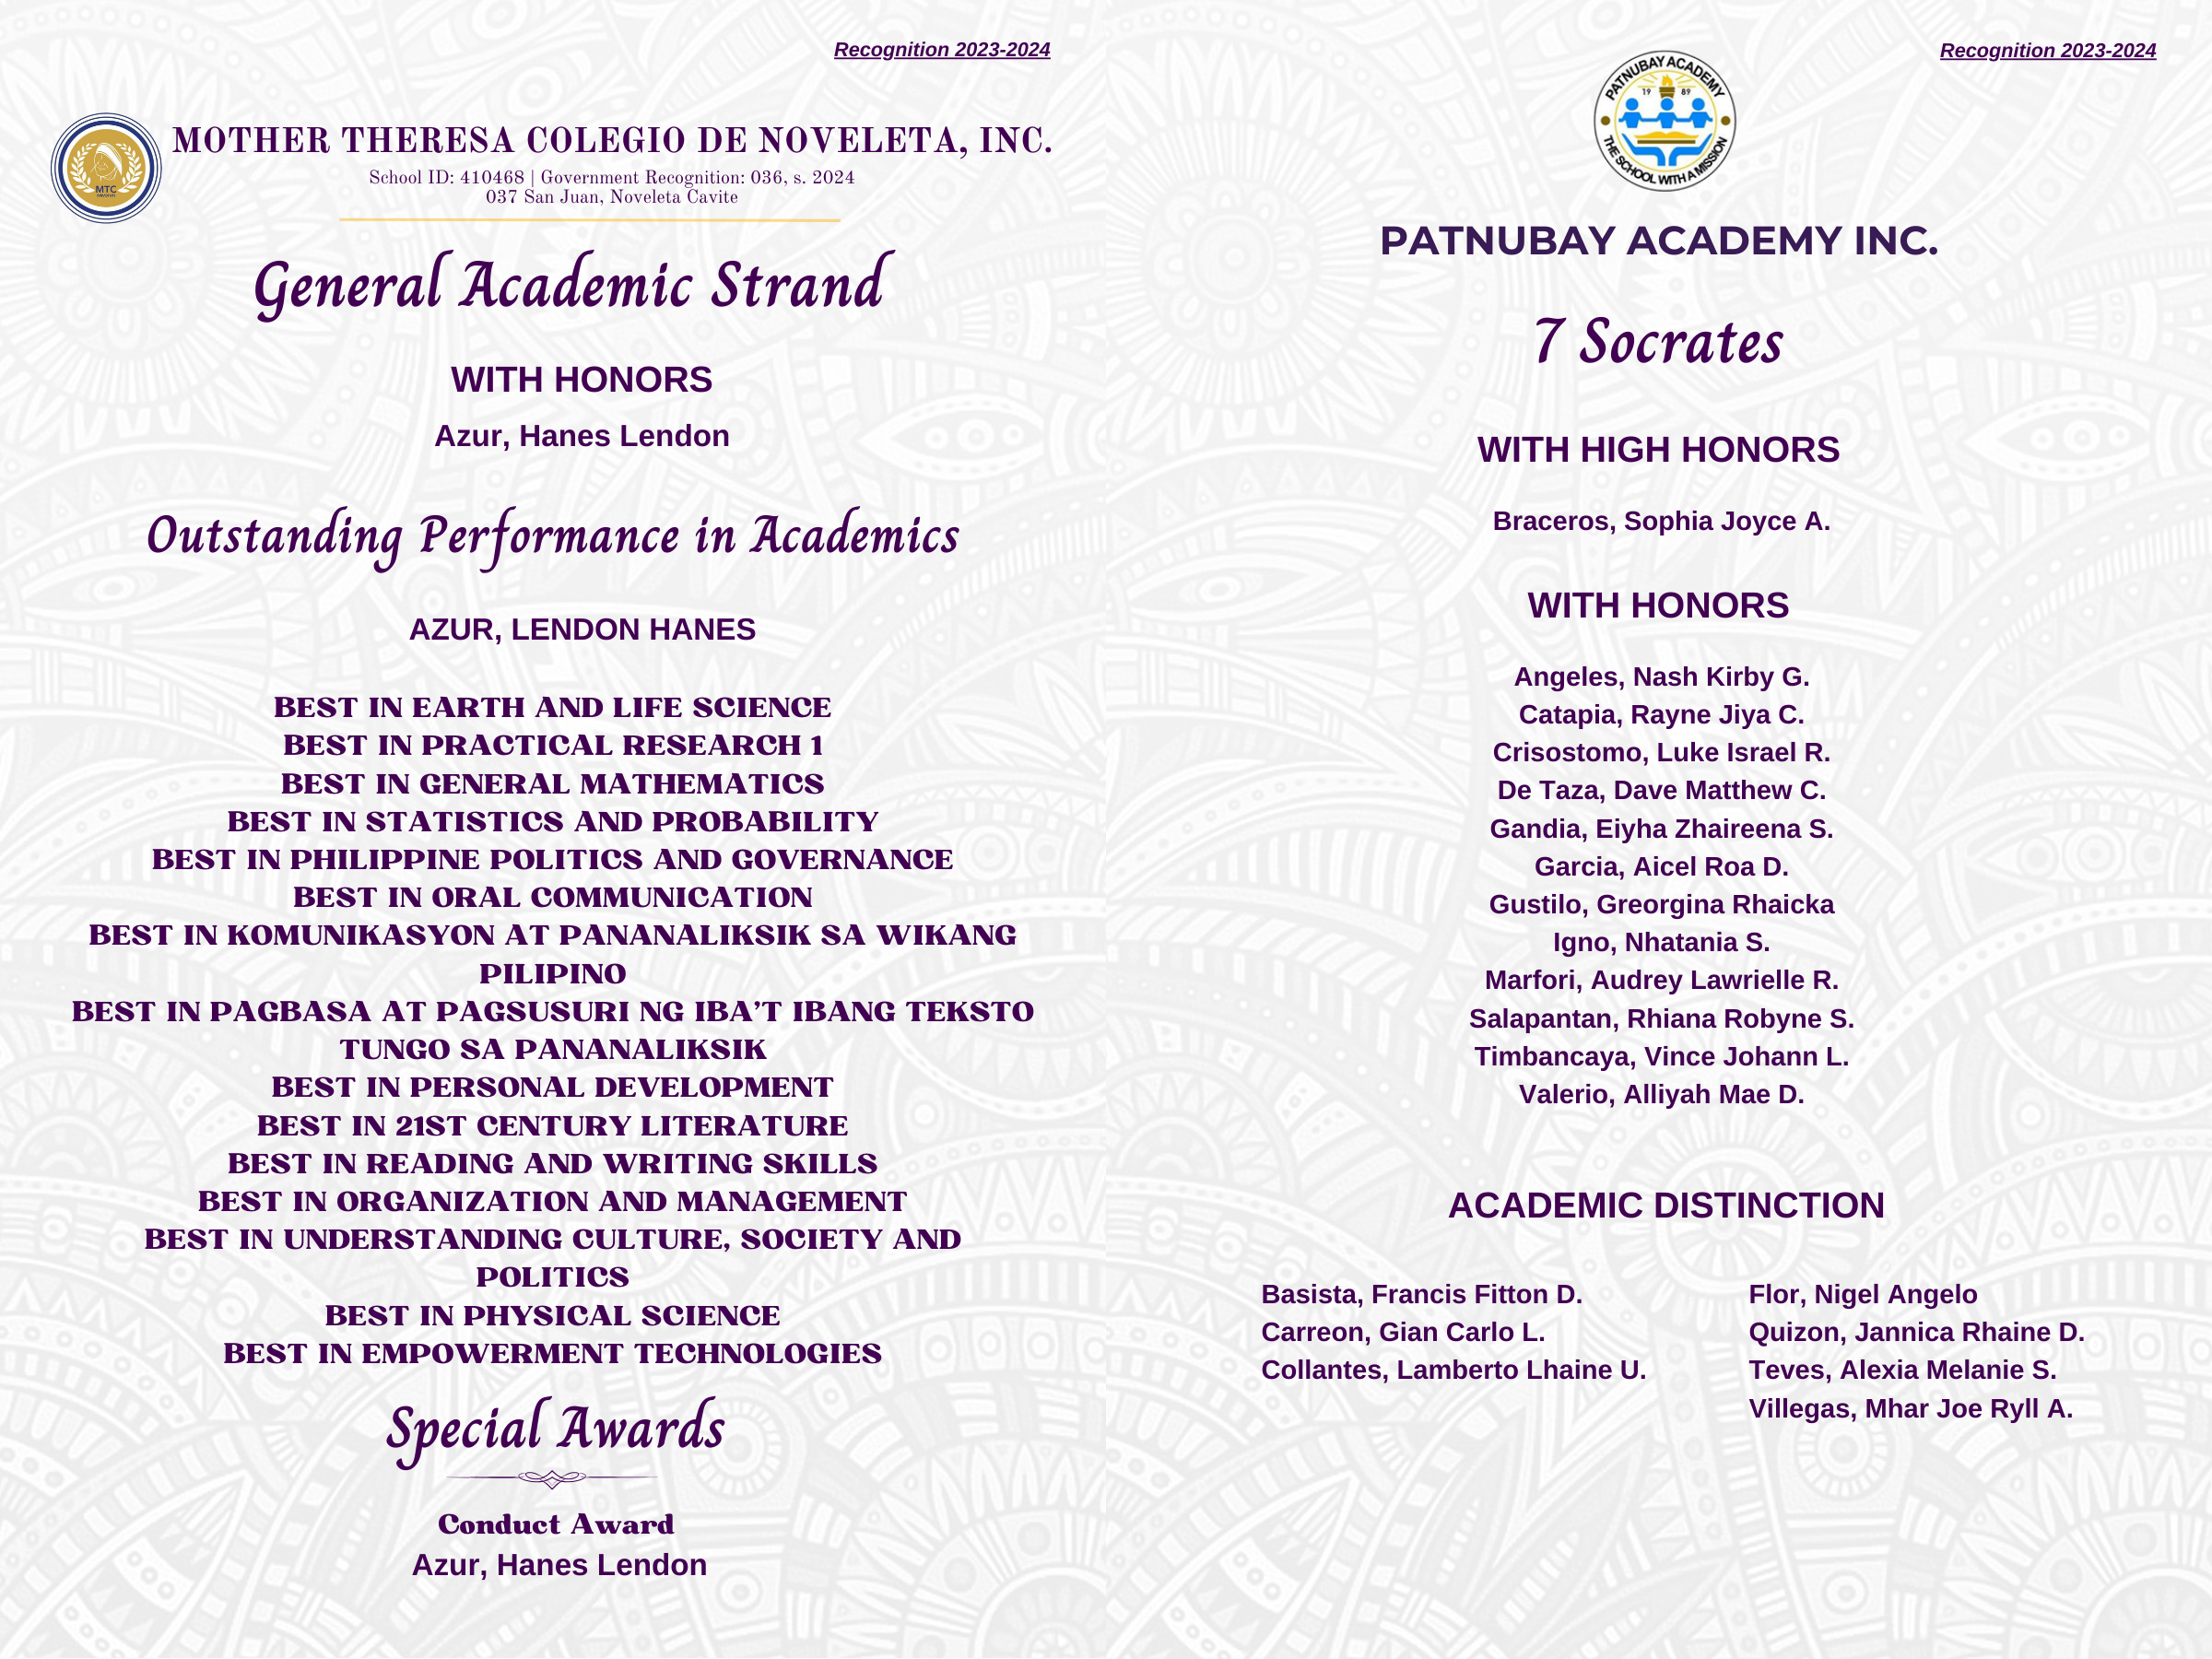 Recognition 2023-2024
MTC
MOTHER THERESA COLEGIO DE NOVELETA, INC.
School ID: 410468 | Government Recognition: 036, s. 2024
037 San Juan, Noveleta Cavite
General Academic Strand
WITH HONORS
Azur, Hanes Lendon
Outstanding Performance in Academics
AZUR, LENDON HANES
BEST IN EARTH AND LIFE SCIENCE
BEST IN PRACTICAL RESEARCH 1
BEST IN GENERAL MATHEMATICS
BEST IN STATISTICS AND PROBABILITY
BEST IN PHILIPPINE POLITICS AND GOVERNANCE
BEST IN ORAL COMMUNICATION
BEST IN KOMUNIKASYON AT PANANALIKSIK SA WIKANG
PILIPINO
BEST IN PAGBASA AT PAGSUSURI NG IBA’T IBANG TEKSTO
TUNGO SA PANANALIKSIK
BEST IN PERSONAL DEVELOPMENT
BEST IN 21ST CENTURY LITERATURE
BEST IN READING AND WRITING SKILLS
BEST IN ORGANIZATION AND MANAGEMENT
BEST IN UNDERSTANDING CULTURE, SOCIETY AND
POLITICS
BEST IN PHYSICAL SCIENCE
BEST IN EMPOWERMENT TECHNOLOGIES
Special Awards
Conduct Award
Azur, Hanes Lendon
Recognition 2023-2024
PATNUBAY ACADEMY
19 89
THE SCHOOL WITH A MISSION
PATNUBAY ACADEMY INC.
7 Socrates
WITH HIGH HONORS
Braceros, Sophia Joyce A.
WITH HONORS
Angeles, Nash Kirby G.
Catapia, Rayne Jiya C.
Crisostomo, Luke Israel R.
De Taza, Dave Matthew C.
Gandia, Eiyha Zhaireena S.
Garcia, Aicel Roa D.
Gustilo, Greorgina Rhaicka
Igno, Nhatania S.
Marfori, Audrey Lawrielle R.
Salapantan, Rhiana Robyne S.
Timbancaya, Vince Johann L.
Valerio, Alliyah Mae D.
ACADEMIC DISTINCTION
Basista, Francis Fitton D.
Carreon, Gian Carlo L.
Collantes, Lamberto Lhaine U.
Flor, Nigel Angelo
Quizon, Jannica Rhaine D.
Teves, Alexia Melanie S.
Villegas, Mhar Joe Ryll A.